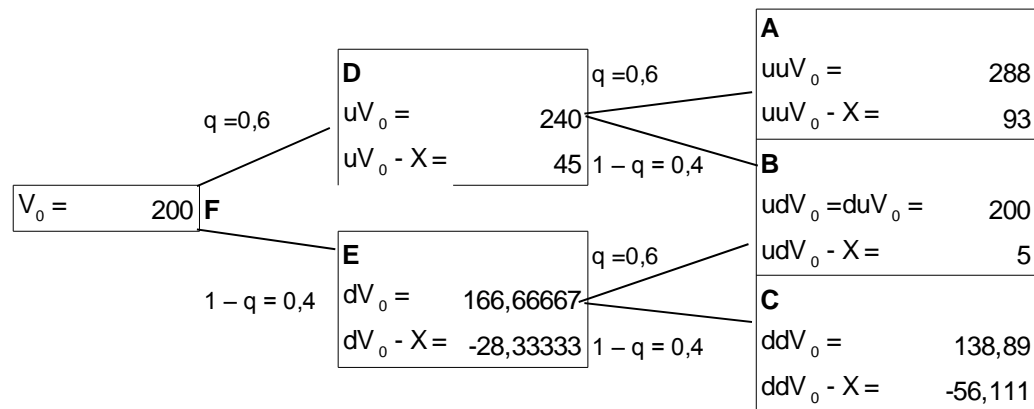 V₀ = 200 F
q =0,6
1 – q = 0,4
D
uV₀ = 240
uV₀ - X = 45
E
dV₀ = 166,66667
dV₀ - X = -28,33333
q =0,6
1 – q = 0,4
q =0,6
1 – q = 0,4
A
uuV₀ = 288
uuV₀ - X = 93
B
udV₀ =duV₀ = 200
udV₀ - X = 5
C
ddV₀ = 138,89
ddV₀ - X = -56,111